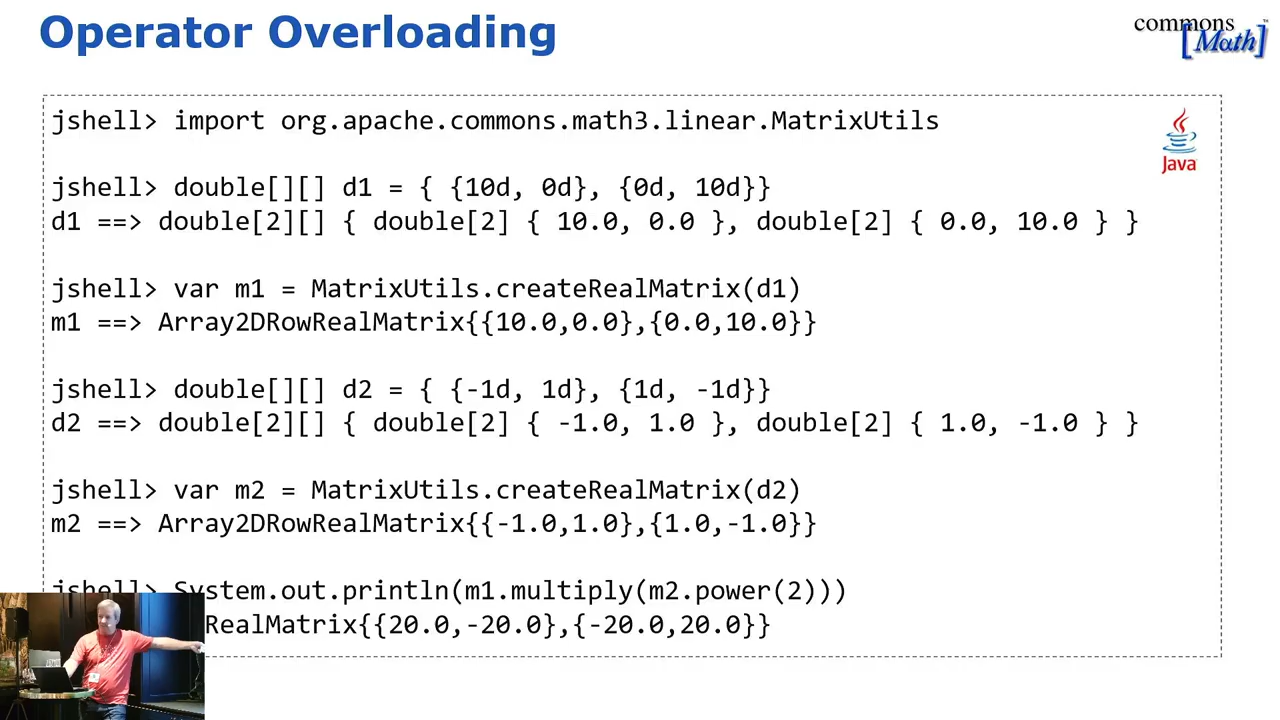 Operator Overloading
commons
[Math]
jshell> import org.apache.commons.math3.linear.MatrixUtils
Java
jshell> double[][] d1 = { {10d, 0d}, {0d, 10d}}
d1 ==> double[2][] { double[2] { 10.0, 0.0 }, double[2] { 0.0, 10.0 } }
jshell> var m1 = MatrixUtils.createRealMatrix(d1)
m1 ==> Array2DRowRealMatrix{{10.0,0.0},{0.0,10.0}}
jshell> double[][] d2 = { {-1d, 1d}, {1d, -1d}}
d2 ==> double[2][] { double[2] { -1.0, 1.0 }, double[2] { 1.0, -1.0 } }
jshell> var m2 = MatrixUtils.createRealMatrix(d2)
m2 ==> Array2DRowRealMatrix{{-1.0,1.0},{1.0,-1.0}}
jshell> System.out.println(m1.multiply(m2.power(2)))
RealMatrix{{20.0,-20.0},{-20.0,20.0}}